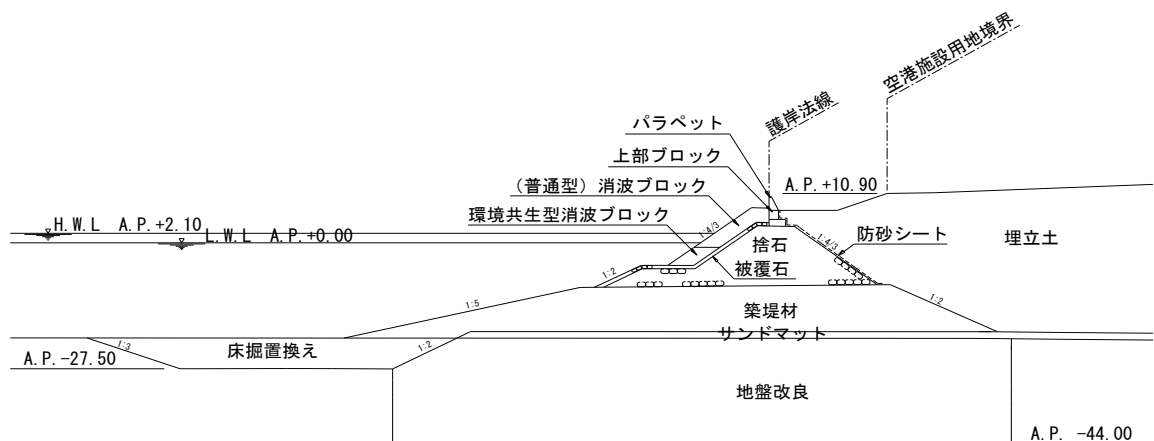 空港施設用地境界
護岸法線
パラペット
上部ブロック
A.P.+10.90
(普通型)消波ブロック
環境共生型消波ブロック
H.W.L A.P.+2.10
L.W.L A.P.+0.00
1:4/3
1:4/3
防砂シート
埋立土
捨石
被覆石
1:2
1:5
築堤材
1:2
サンドマット
1:3
床掘置換え
1:2
A.P.-27.50
地盤改良
A.P. -44.00